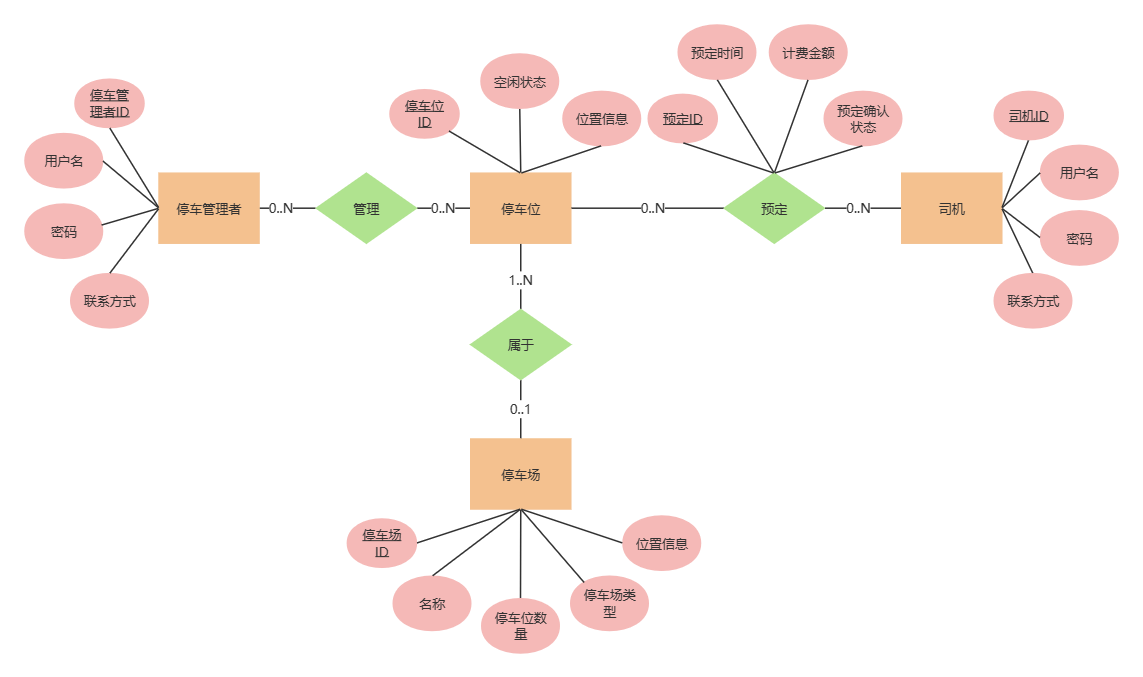 预定时间
计费金额
空闲状态
停车管
理者ID
停车位
ID
位置信息
预定ID
预定确认
状态
司机ID
用户名
用户名
停车管理者
0..N
管理
0..N
停车位
0..N
预定
0..N
司机
密码
密码
联系方式
联系方式
1..N
属于
0..1
停车场
停车场
ID
位置信息
名称
停车位数
量
停车场类
型